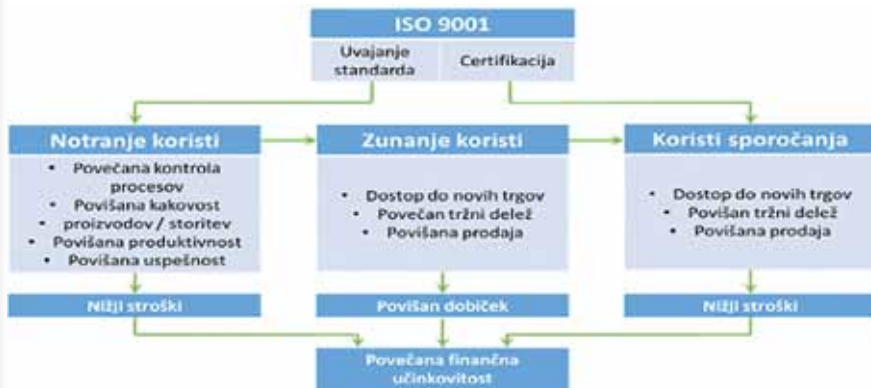 ISO 9001
Uvajanje
standarda
Certifikacija
Notranje koristi
• Povečana kontrola
procesov
• Povišana kakovost
• proizvodov / storitev
• Povišana produktivnost
• Povišana uspešnost
Nižji stroški
Zunanje koristi
• Dostop do novih trgov
• Povečan tržni delež
• Povišana prodaja
Povišan dobiček
Koristi sporočanja
• Dostop do novih trgov
• Povišan tržni delež
• Povišana prodaja
Nižji stroški
Povečana finančna
učinkovitost